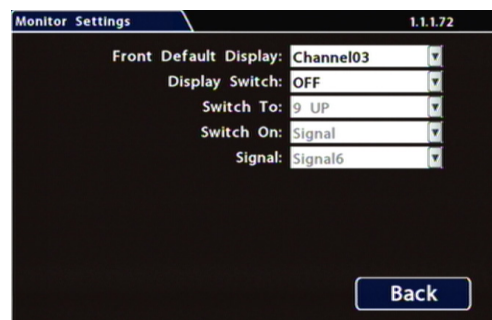 Monitor Settings 1.1.1.72
Front Default Display: Channel03
Display Switch: OFF
Switch To: 9 UP
Switch On: Signal
Signal: Signal6
Back